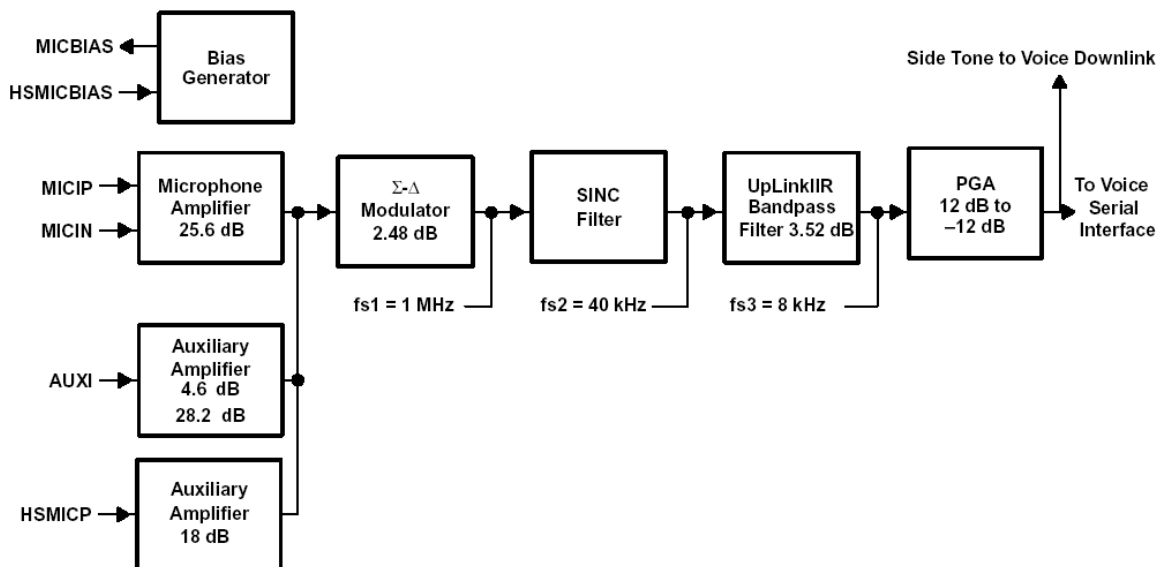 MICBIAS
HSMICBIAS
Bias
Generator
Side Tone to Voice Downlink
MICIP
MICIN
Microphone
Amplifier
25.6 dB
Σ-Δ
Modulator
2.48 dB
SINC
Filter
UpLinkIIR
Bandpass
Filter 3.52 dB
PGA
12 dB to
–12 dB
To Voice
Serial
Interface
fs1 = 1 MHz
fs2 = 40 kHz
fs3 = 8 kHz
AUXI
Auxiliary
Amplifier
4.6 dB
28.2 dB
HSMICP
Auxiliary
Amplifier
18 dB